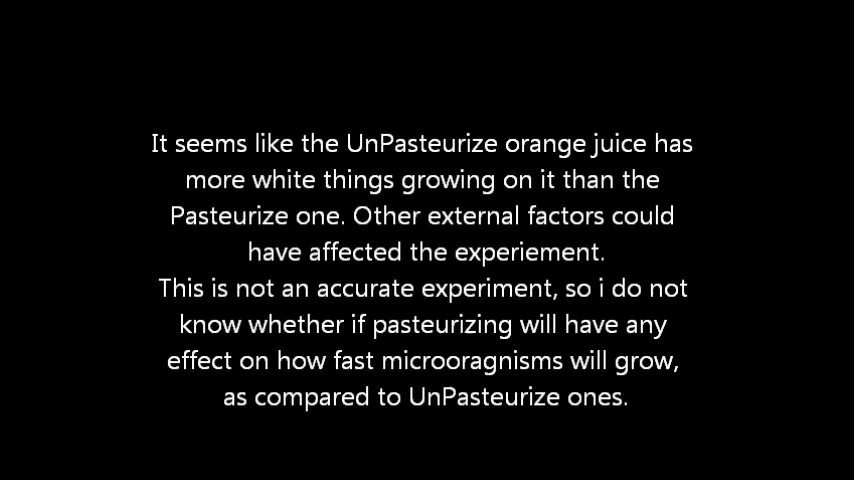 It seems like the UnPasteurize orange juice has
more white things growing on it than the
Pasteurize one. Other external factors could
have affected the experiement.
This is not an accurate experiment, so i do not
know whether if pasteurizing will have any
effect on how fast microoragnisms will grow,
as compared to UnPasteurize ones.